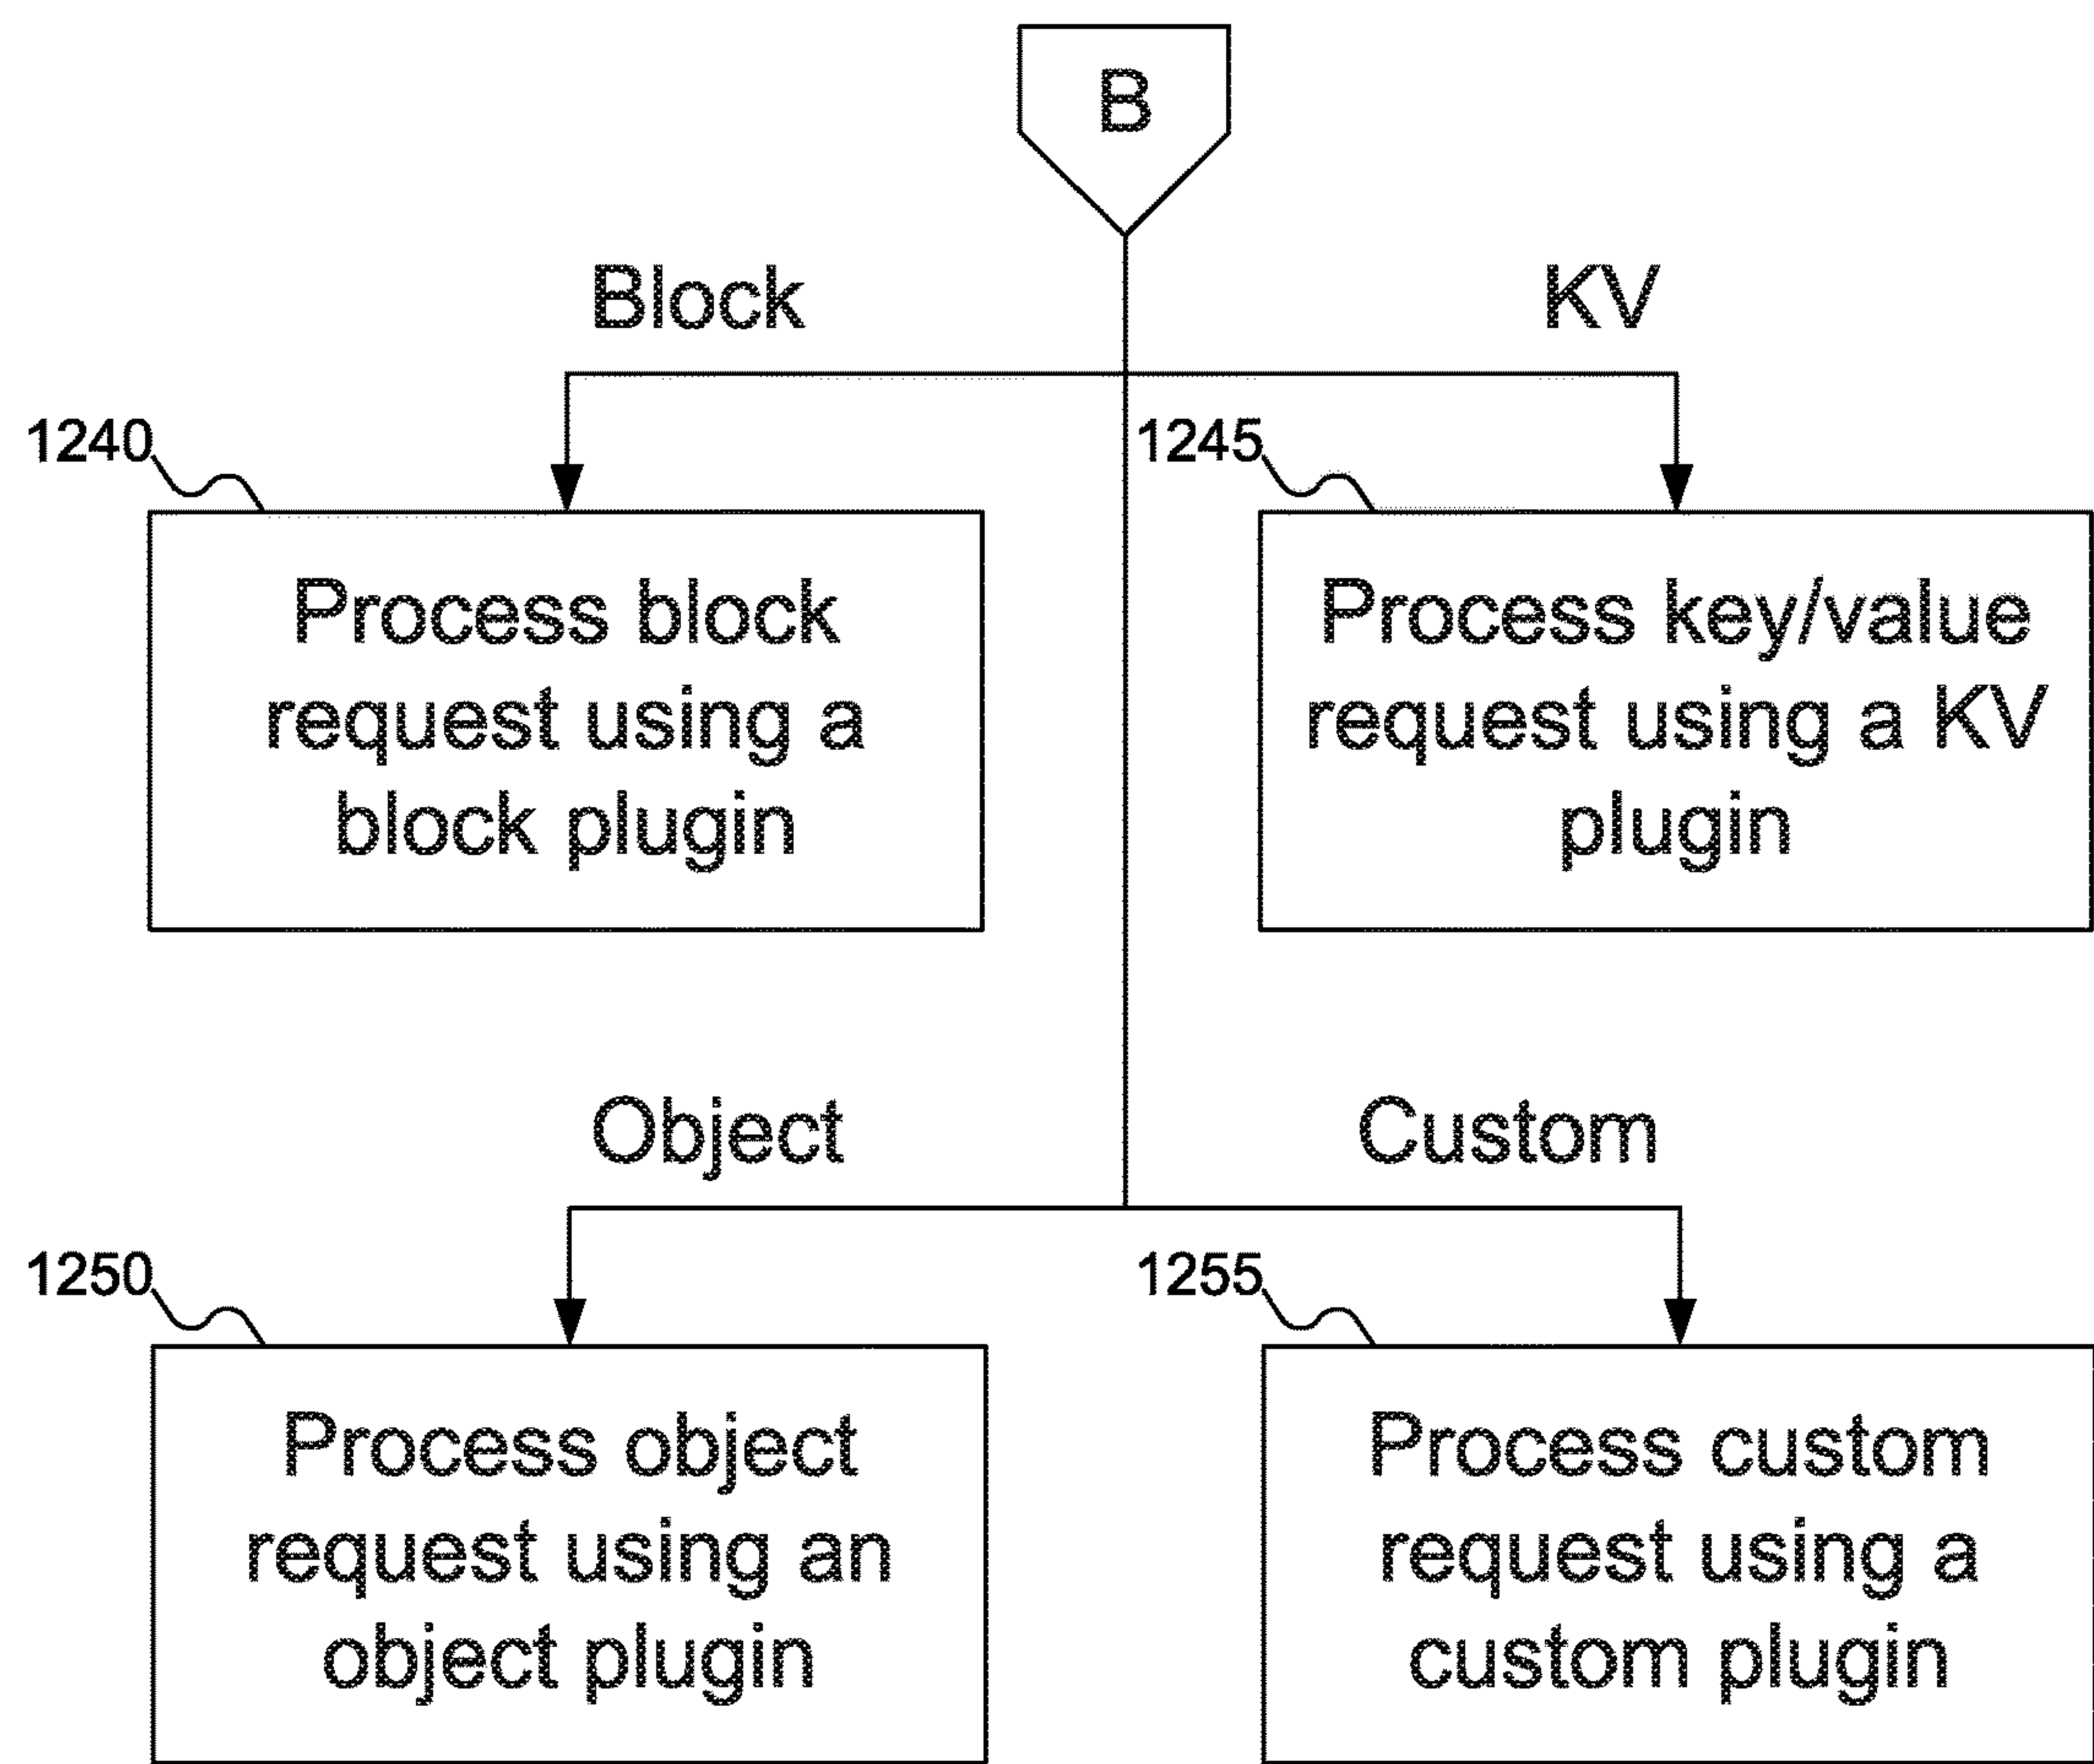 B
Block
KV
1240
1245
Process block
request using a
block plugin
Process key/value
request using a KV
plugin
Object
Custom
1250
1255
Process object
request using an
object plugin
Process custom
request using a
custom plugin